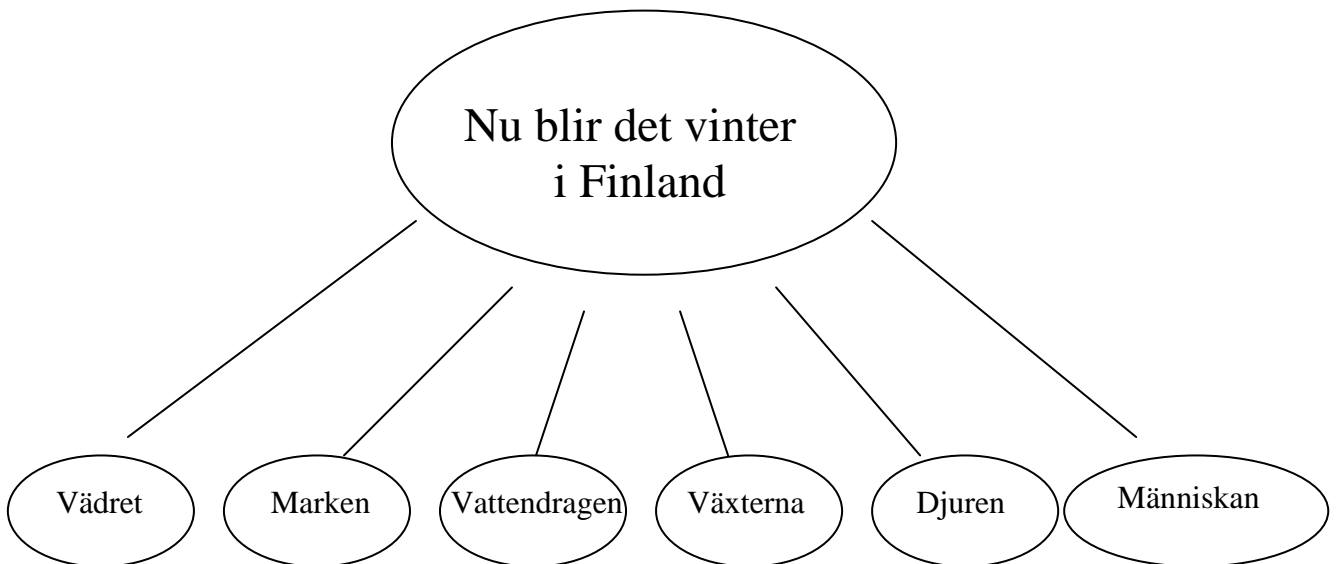 Nu blir det vinter
i Finland
Vädret
Marken
Vattendragen
Växterna
Djuren
Människan